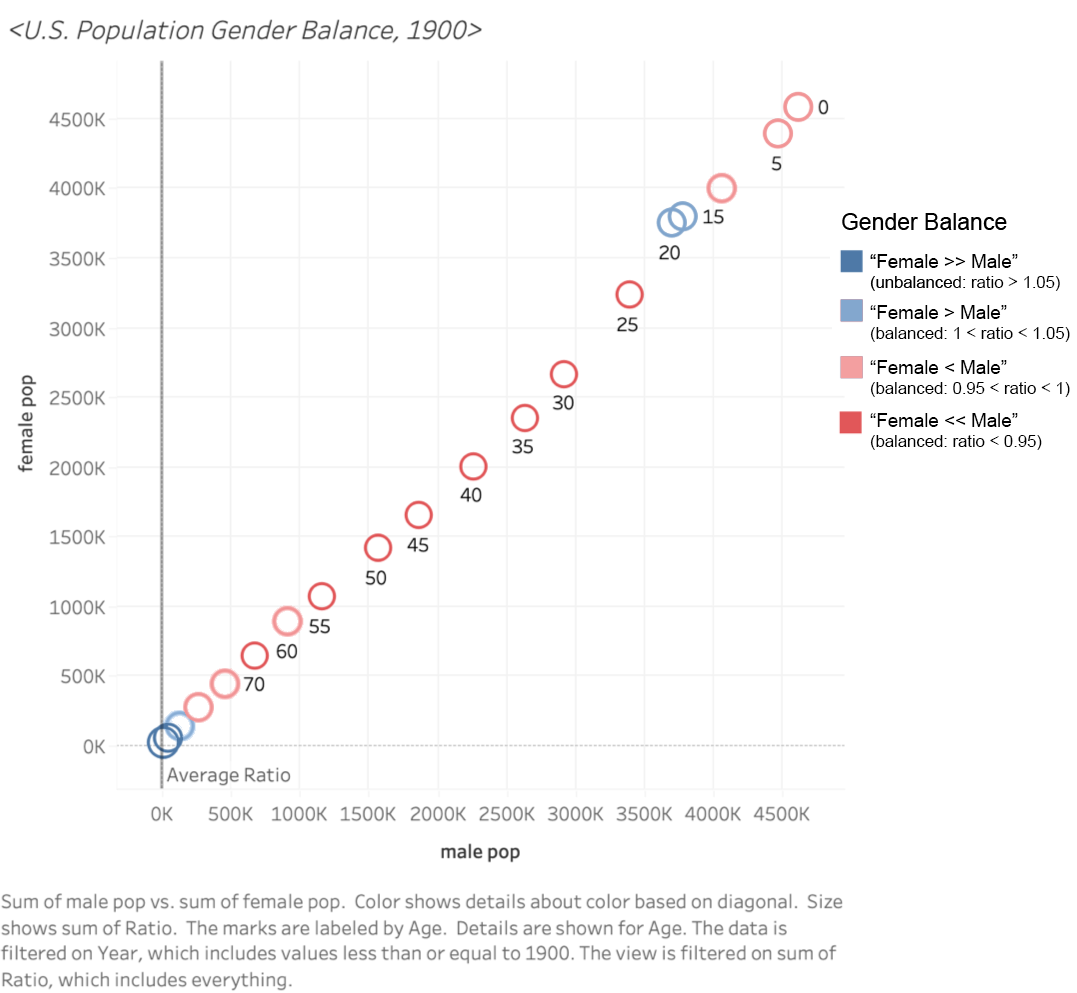 <U.S. Population Gender Balance, 1900>
4500K
4000K
3500K
3000K
2500K
2000K
1500K
1000K
500K
0K
female pop
0
5
15
20
25
30
35
40
45
50
55
60
70
Average Ratio
0K 500K 1000K 1500K 2000K 2500K 3000K 3500K 4000K 4500K
male pop
Gender Balance
“Female >> Male”
(unbalanced: ratio > 1.05)
“Female > Male”
(balanced: 1 < ratio < 1.05)
“Female < Male”
(balanced: 0.95 < ratio < 1)
“Female << Male”
(balanced: ratio < 0.95)
Sum of male pop vs. sum of female pop. Color shows details about color based on diagonal. Size
shows sum of Ratio. The marks are labeled by Age. Details are shown for Age. The data is
filtered on Year, which includes values less than or equal to 1900. The view is filtered on sum of
Ratio, which includes everything.